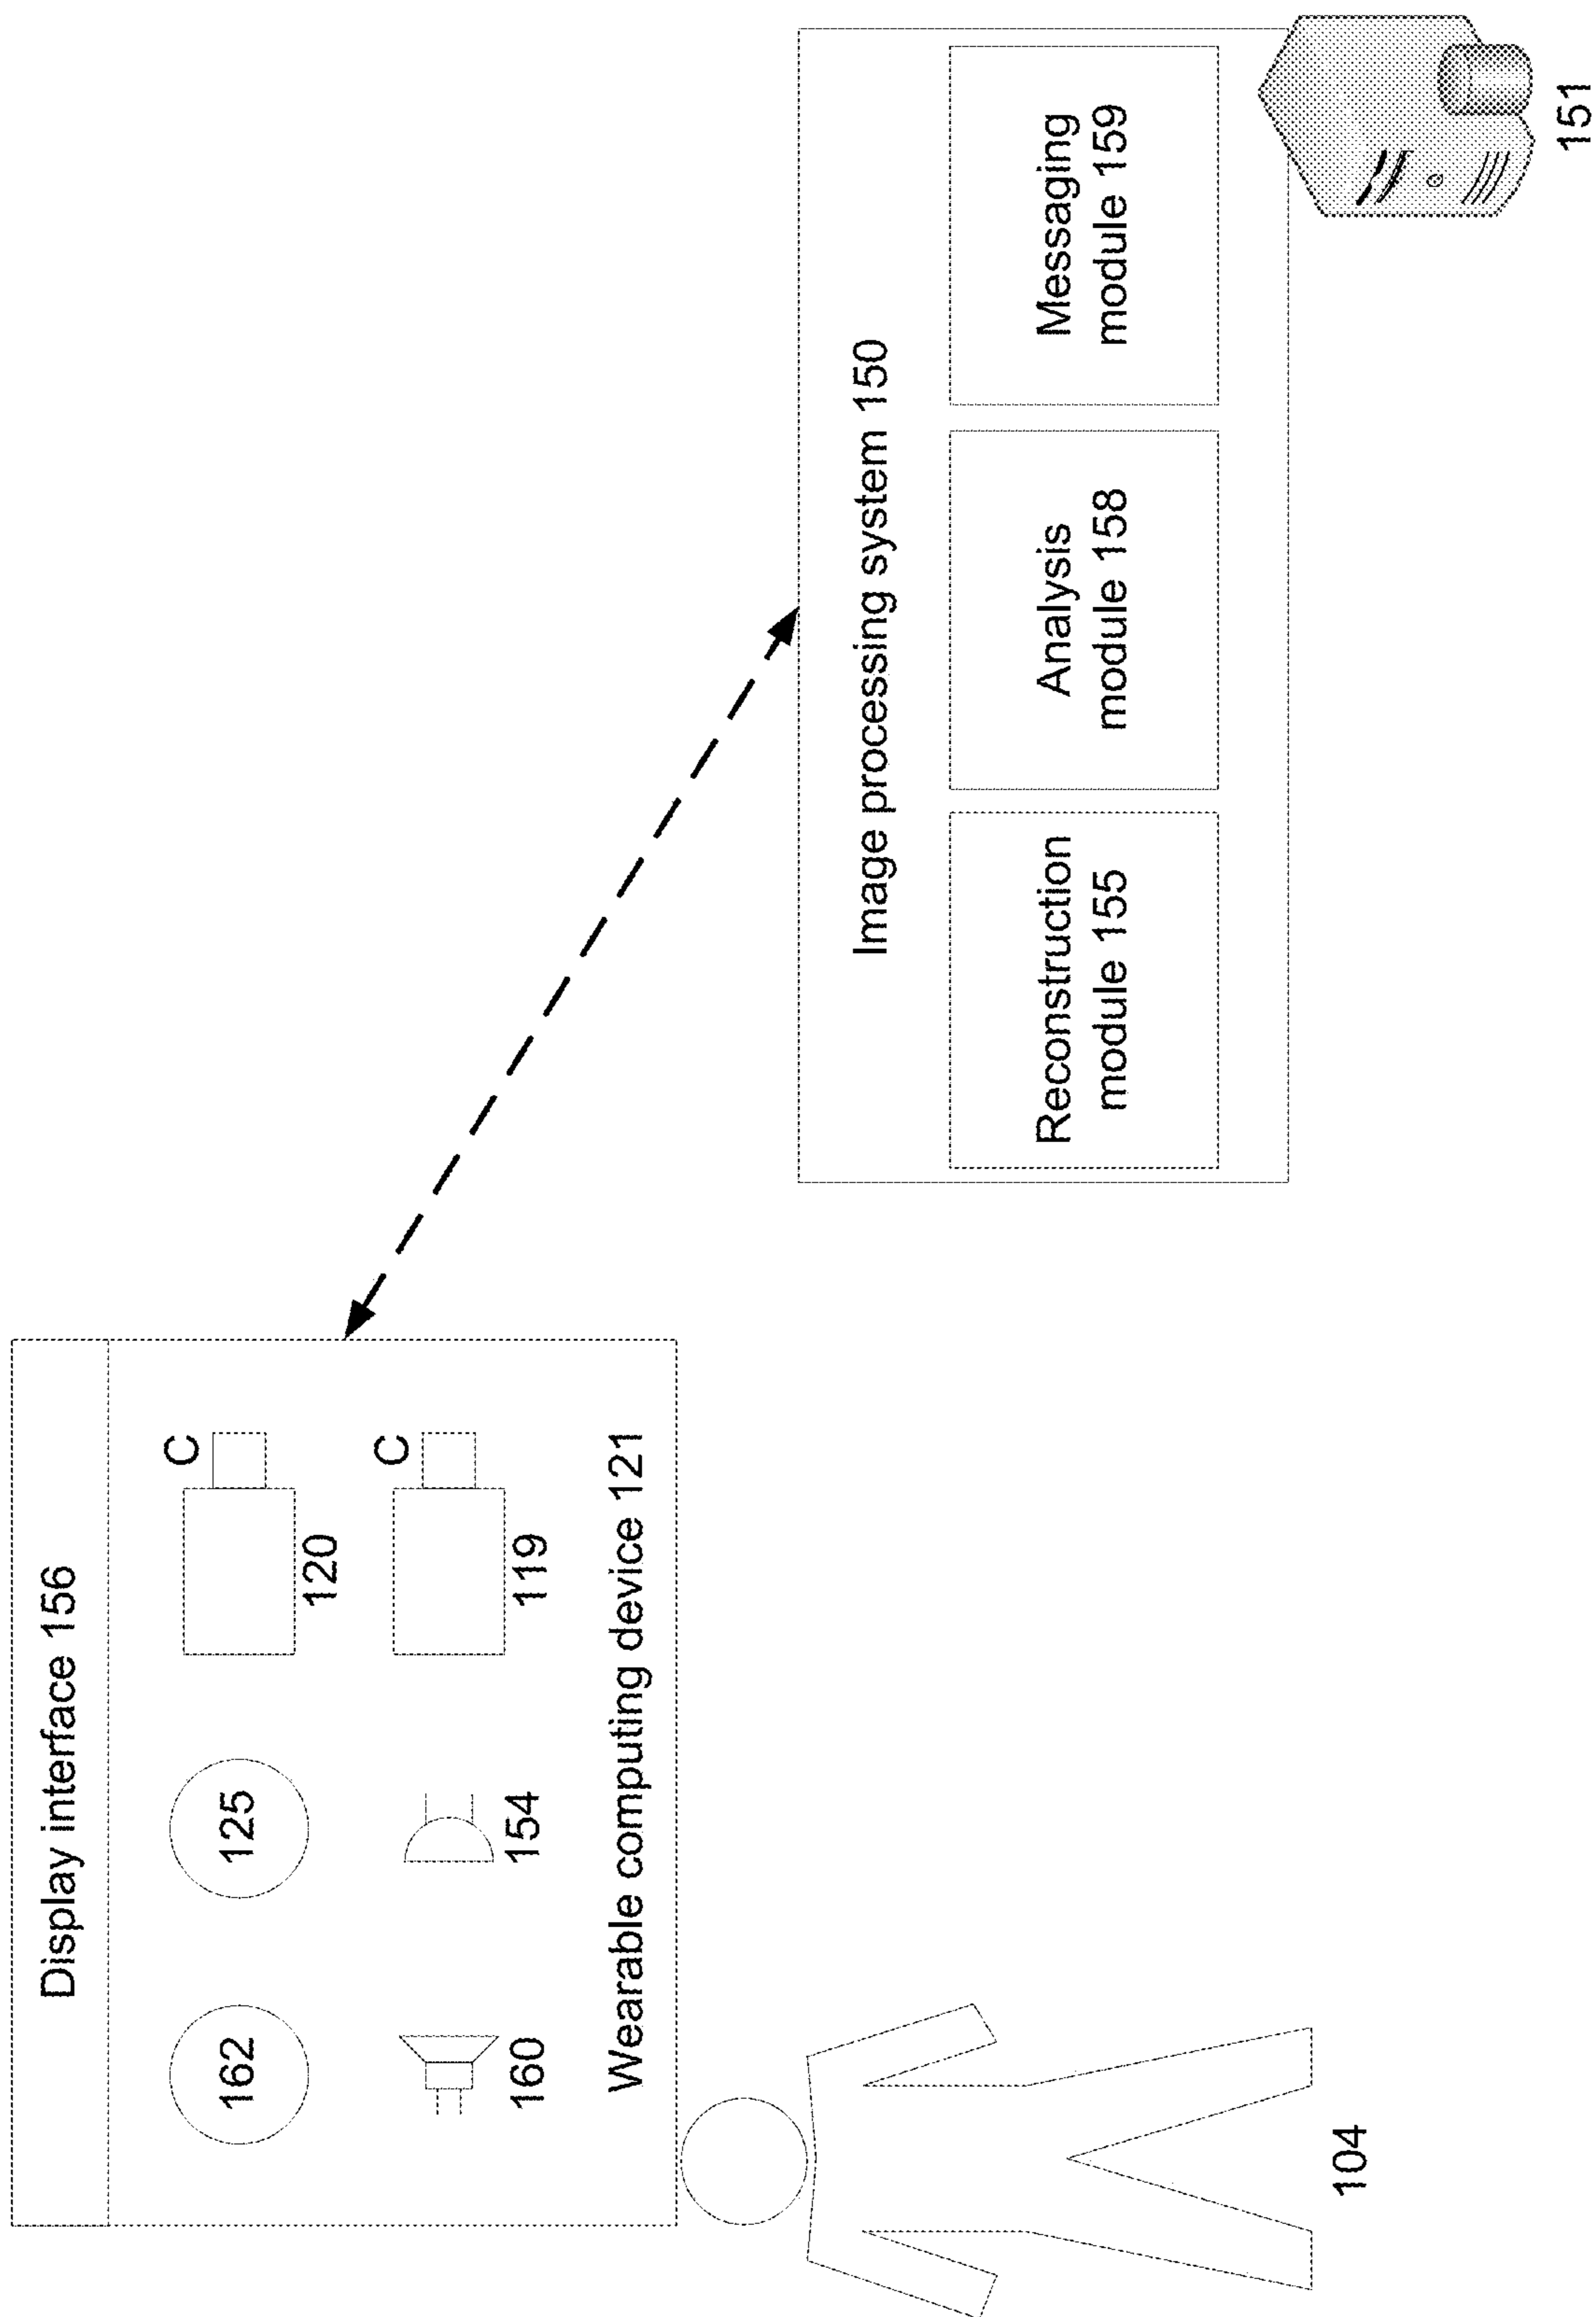 Display interface 156
162
125
C
120
160
154
C
119
Wearable computing device 121
104
Image processing system 150
Reconstruction
module 155
Analysis
module 158
Messaging
module 159
151